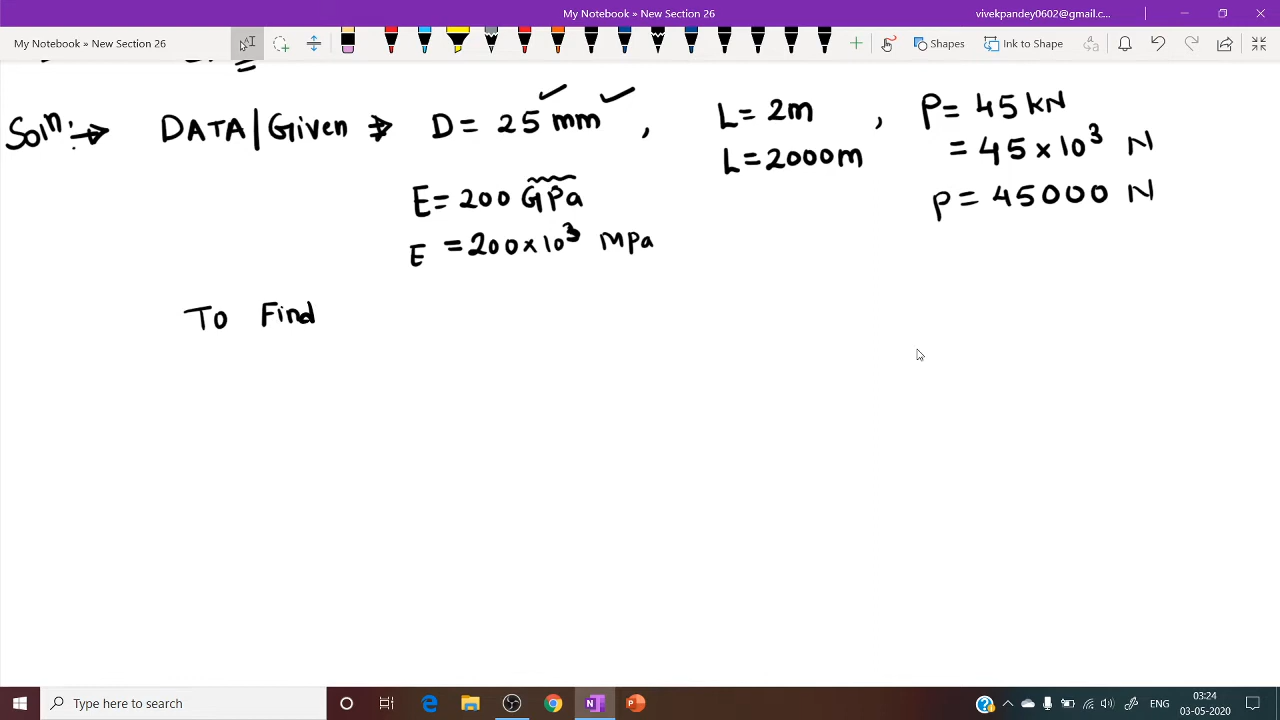 My Notebook » New Section 26
vivekpandey0602@gmail.c...
My Notebook » New Section 26
Shapes
Ink to Shape
Soln: → DATA/Given ⇒ D = 25 mm ,
L= 2m ,
L=2000m
P= 45 kN
= 45×10³ N
P= 45000 N
E= 200 GPa
E =200×10³ MPa
To Find
Type here to search
ENG
03:24
03-05-2020